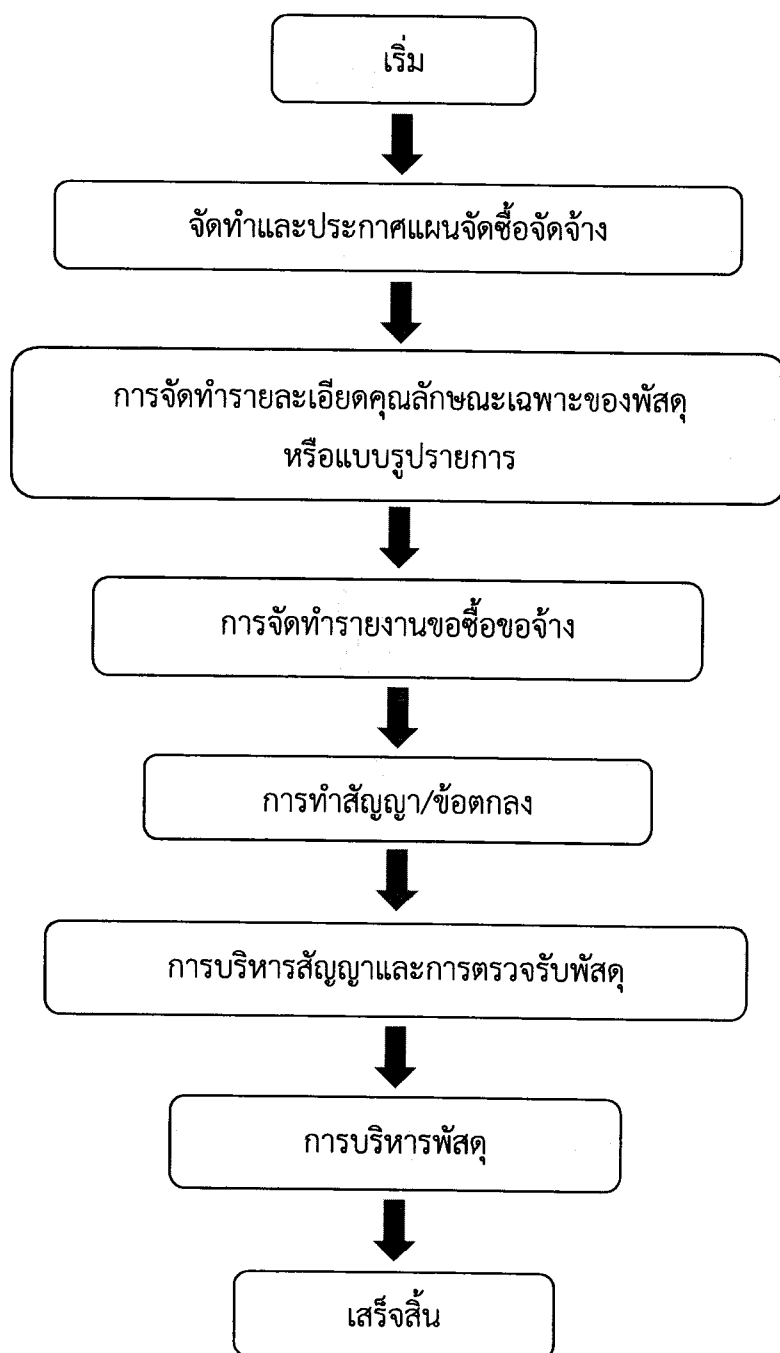 เริ่ม
จัดทำและประกาศแผนจัดซื้อจัดจ้าง
การจัดทำรายละเอียดคุณลักษณะเฉพาะของพัสดุ
หรือแบบรูปรายการ
การจัดทำรายงานขอซื้อขอจ้าง
การทำสัญญา/ข้อตกลง
การบริหารสัญญาและการตรวจรับพัสดุ
การบริหารพัสดุ
เสร็จสิ้น